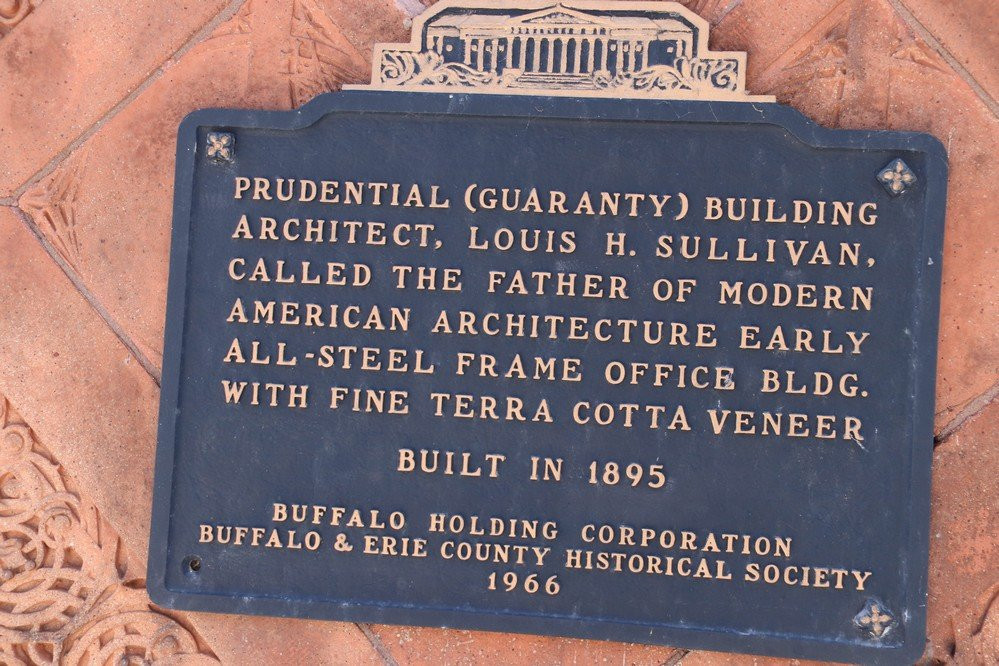 PRUDENTIAL (GUARANTY) BUILDING
ARCHITECT, LOUIS H. SULLIVAN,
CALLED THE FATHER OF MODERN
AMERICAN ARCHITECTURE EARLY
ALL-STEEL FRAME OFFICE BLDG.
WITH FINE TERRA COTTA VENEER
BUILT IN 1895
BUFFALO HOLDING CORPORATION
BUFFALO & ERIE COUNTY HISTORICAL SOCIETY
1966